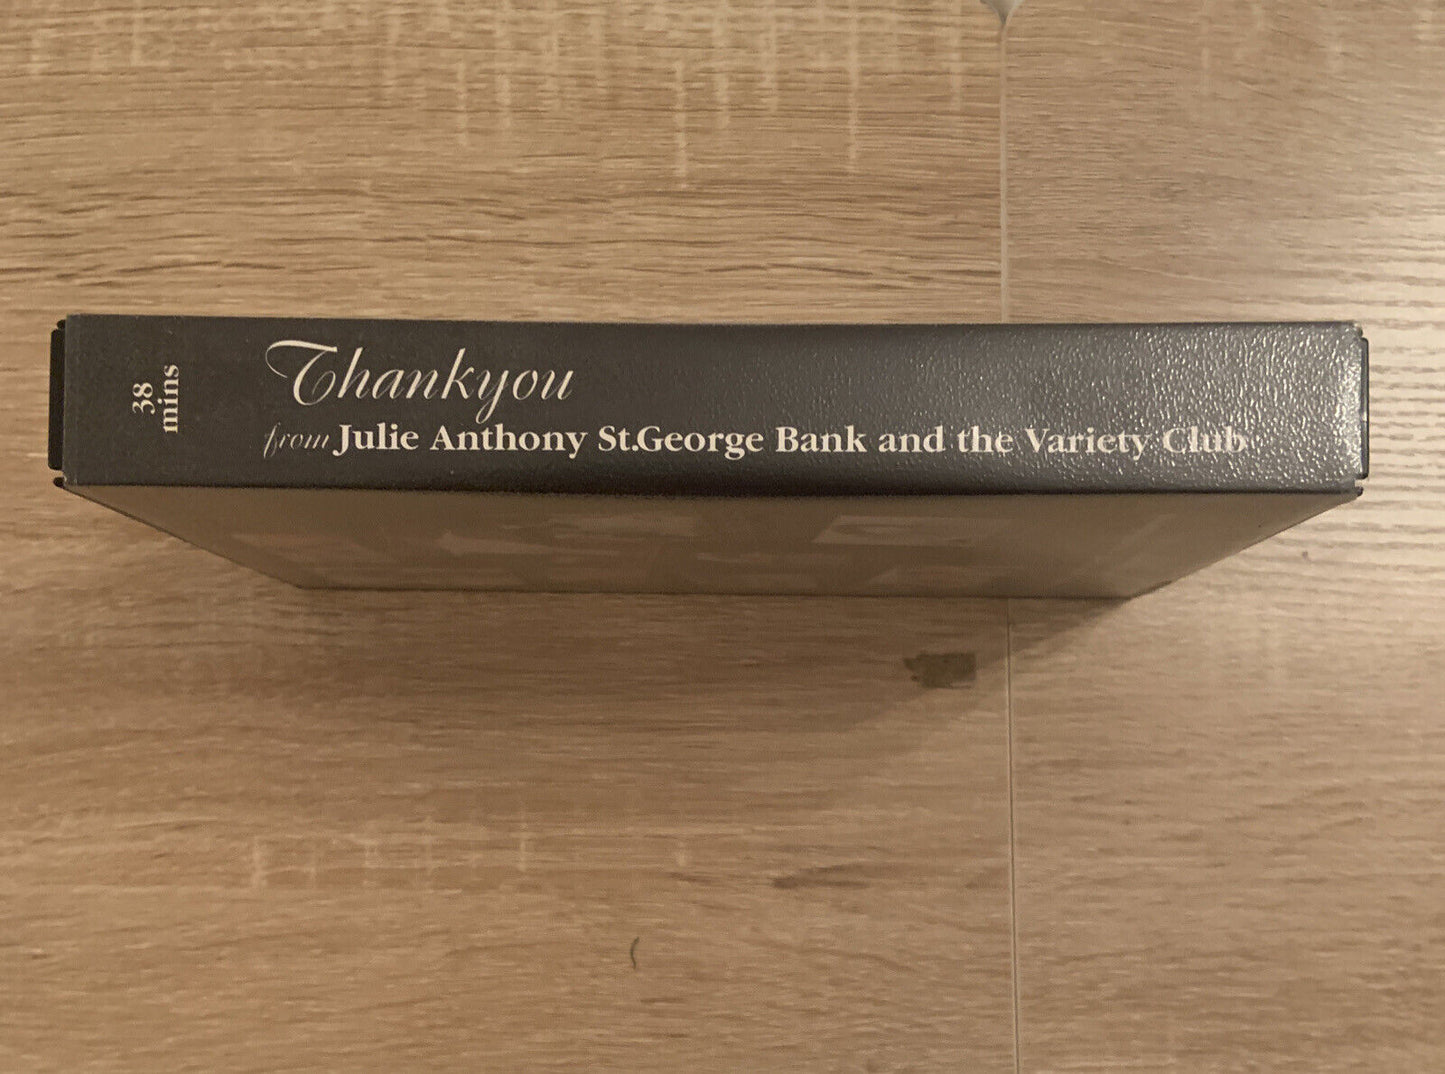 38
mins
Thankyou
from Julie Anthony St.George Bank and the Variety Club